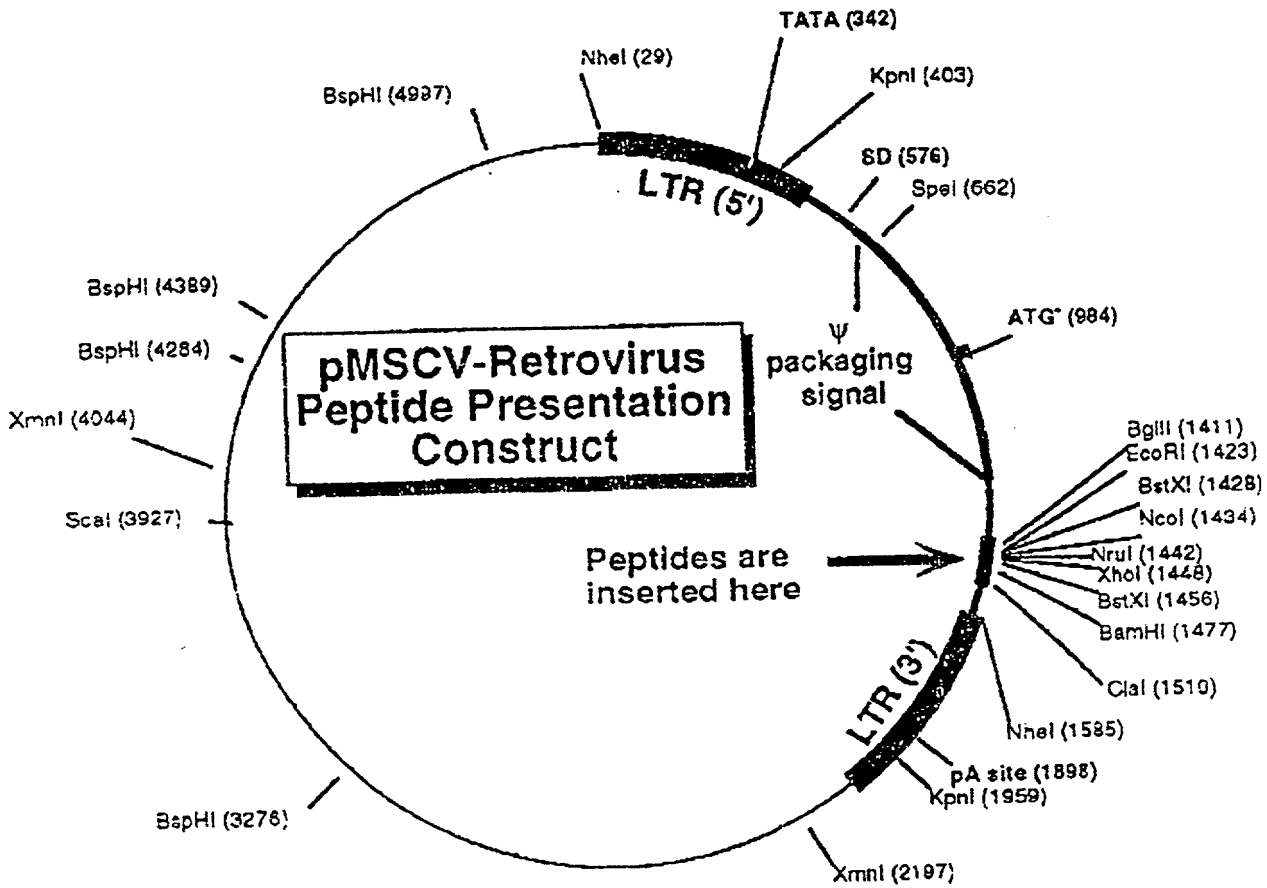 TATA (342)
NheI (29)
KpnI (403)
BspHI (4987)
SD (576)
SpeI (662)
LTR (5')
BspHI (4389)
ATG* (984)
BspHI (4284)
ψ
packaging
signal
pMSCV-Retrovirus
Peptide Presentation
Construct
XmnI (4044)
BglII (1411)
EcoRI (1423)
BstXI (1428)
ScaI (3927)
NcoI (1434)
NruI (1442)
Peptides are
inserted here
XhoI (1448)
BstXI (1456)
BamHI (1477)
ClaI (1510)
LTR (3')
NheI (1585)
pA site (1898)
KpnI (1959)
BspHI (3276)
XmnI (2197)